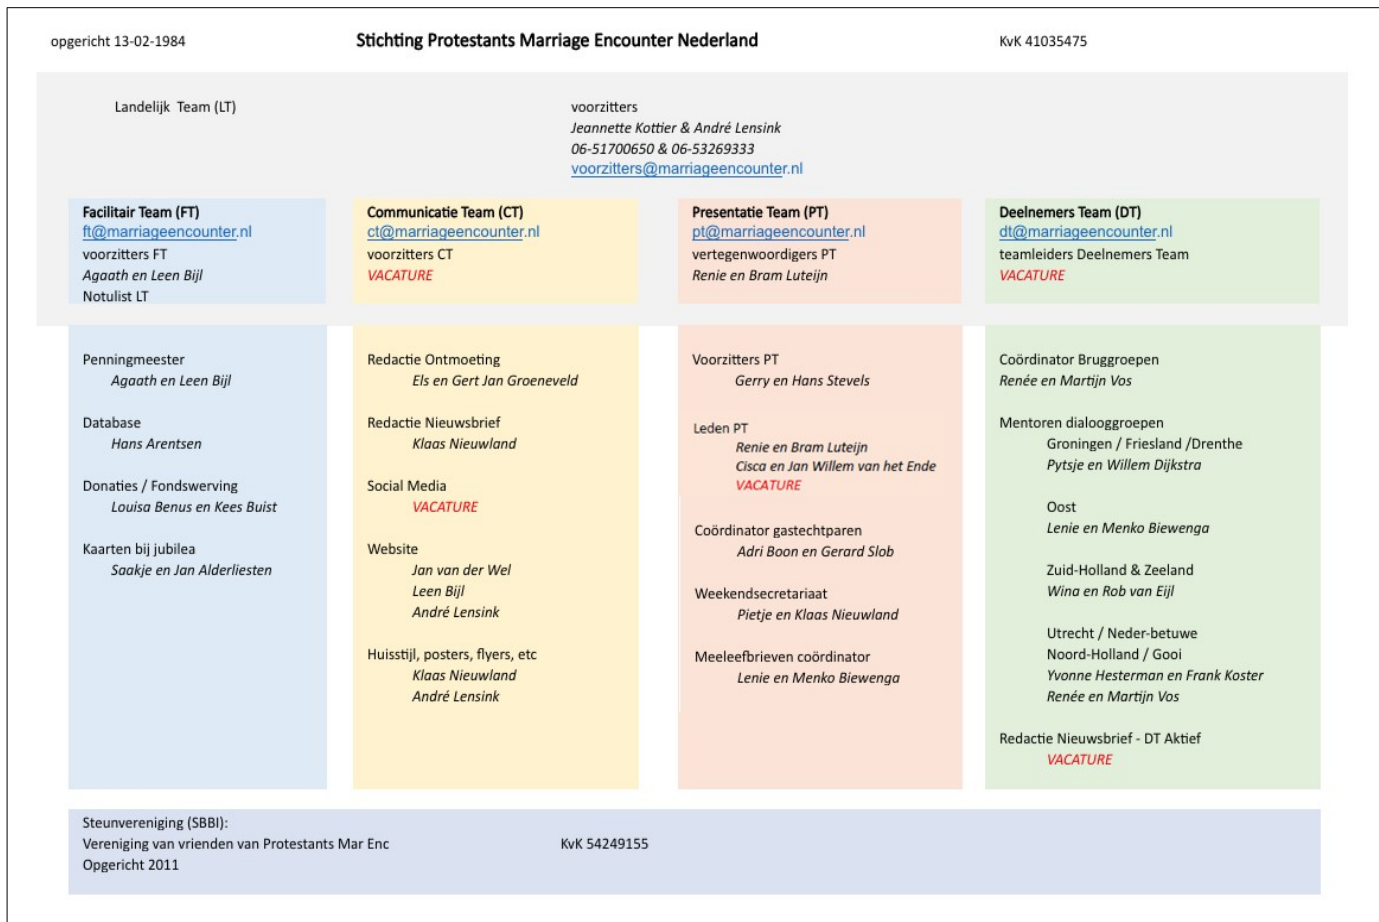 opgericht 13-02-1984
Stichting Protestants Marriage Encounter Nederland
KvK 41035475
Landelijk Team (LT)
voorzitters
Jeannette Kottier & André Lensink
06-51700650 & 06-53269333
voorzitters@marriageencounter.nl
Facilitair Team (FT)
ft@marriageencounter.nl
voorzitters FT
Agaath en Leen Bijl
Notulist LT
Communicatie Team (CT)
ct@marriageencounter.nl
voorzitters CT
VACATURE
Presentatie Team (PT)
pt@marriageencounter.nl
vertegenwoordigers PT
Renie en Bram Luteijn
Deelnemers Team (DT)
dt@marriageencounter.nl
teamleiders Deelnemers Team
VACATURE
Penningmeester
Agaath en Leen Bijl
Database
Hans Arentsen
Donaties / Fondswerving
Louisa Benus en Kees Buist
Kaarten bij jubilea
Saakje en Jan Alderliesten
Redactie Ontmoeting
Els en Gert Jan Groeneveld
Redactie Nieuwsbrief
Klaas Nieuwland
Social Media
VACATURE
Website
Jan van der Wel
Leen Bijl
André Lensink
Huisstijl, posters, flyers, etc
Klaas Nieuwland
André Lensink
Voorzitters PT
Gerry en Hans Stevels
Leden PT
Renie en Bram Luteijn
Cisca en Jan Willem van het Ende
VACATURE
Coördinator gastechtparen
Adri Boon en Gerard Slob
Weekendsecretariaat
Pietje en Klaas Nieuwland
Meeleefbrieven coördinator
Lenie en Menko Biewenga
Coördinator Bruggroepen
Renée en Martijn Vos
Mentoren dialooggroepen
Groningen / Friesland /Drenthe
Pytsje en Willem Dijkstra
Oost
Lenie en Menko Biewenga
Zuid-Holland & Zeeland
Wina en Rob van Eijl
Utrecht / Neder-betuwe
Noord-Holland / Gooi
Yvonne Hesterman en Frank Koster
Renée en Martijn Vos
Redactie Nieuwsbrief - DT Aktief
VACATURE
Steunvereniging (SBBI):
Vereniging van vrienden van Protestants Mar Enc
KvK 54249155
Opgericht 2011